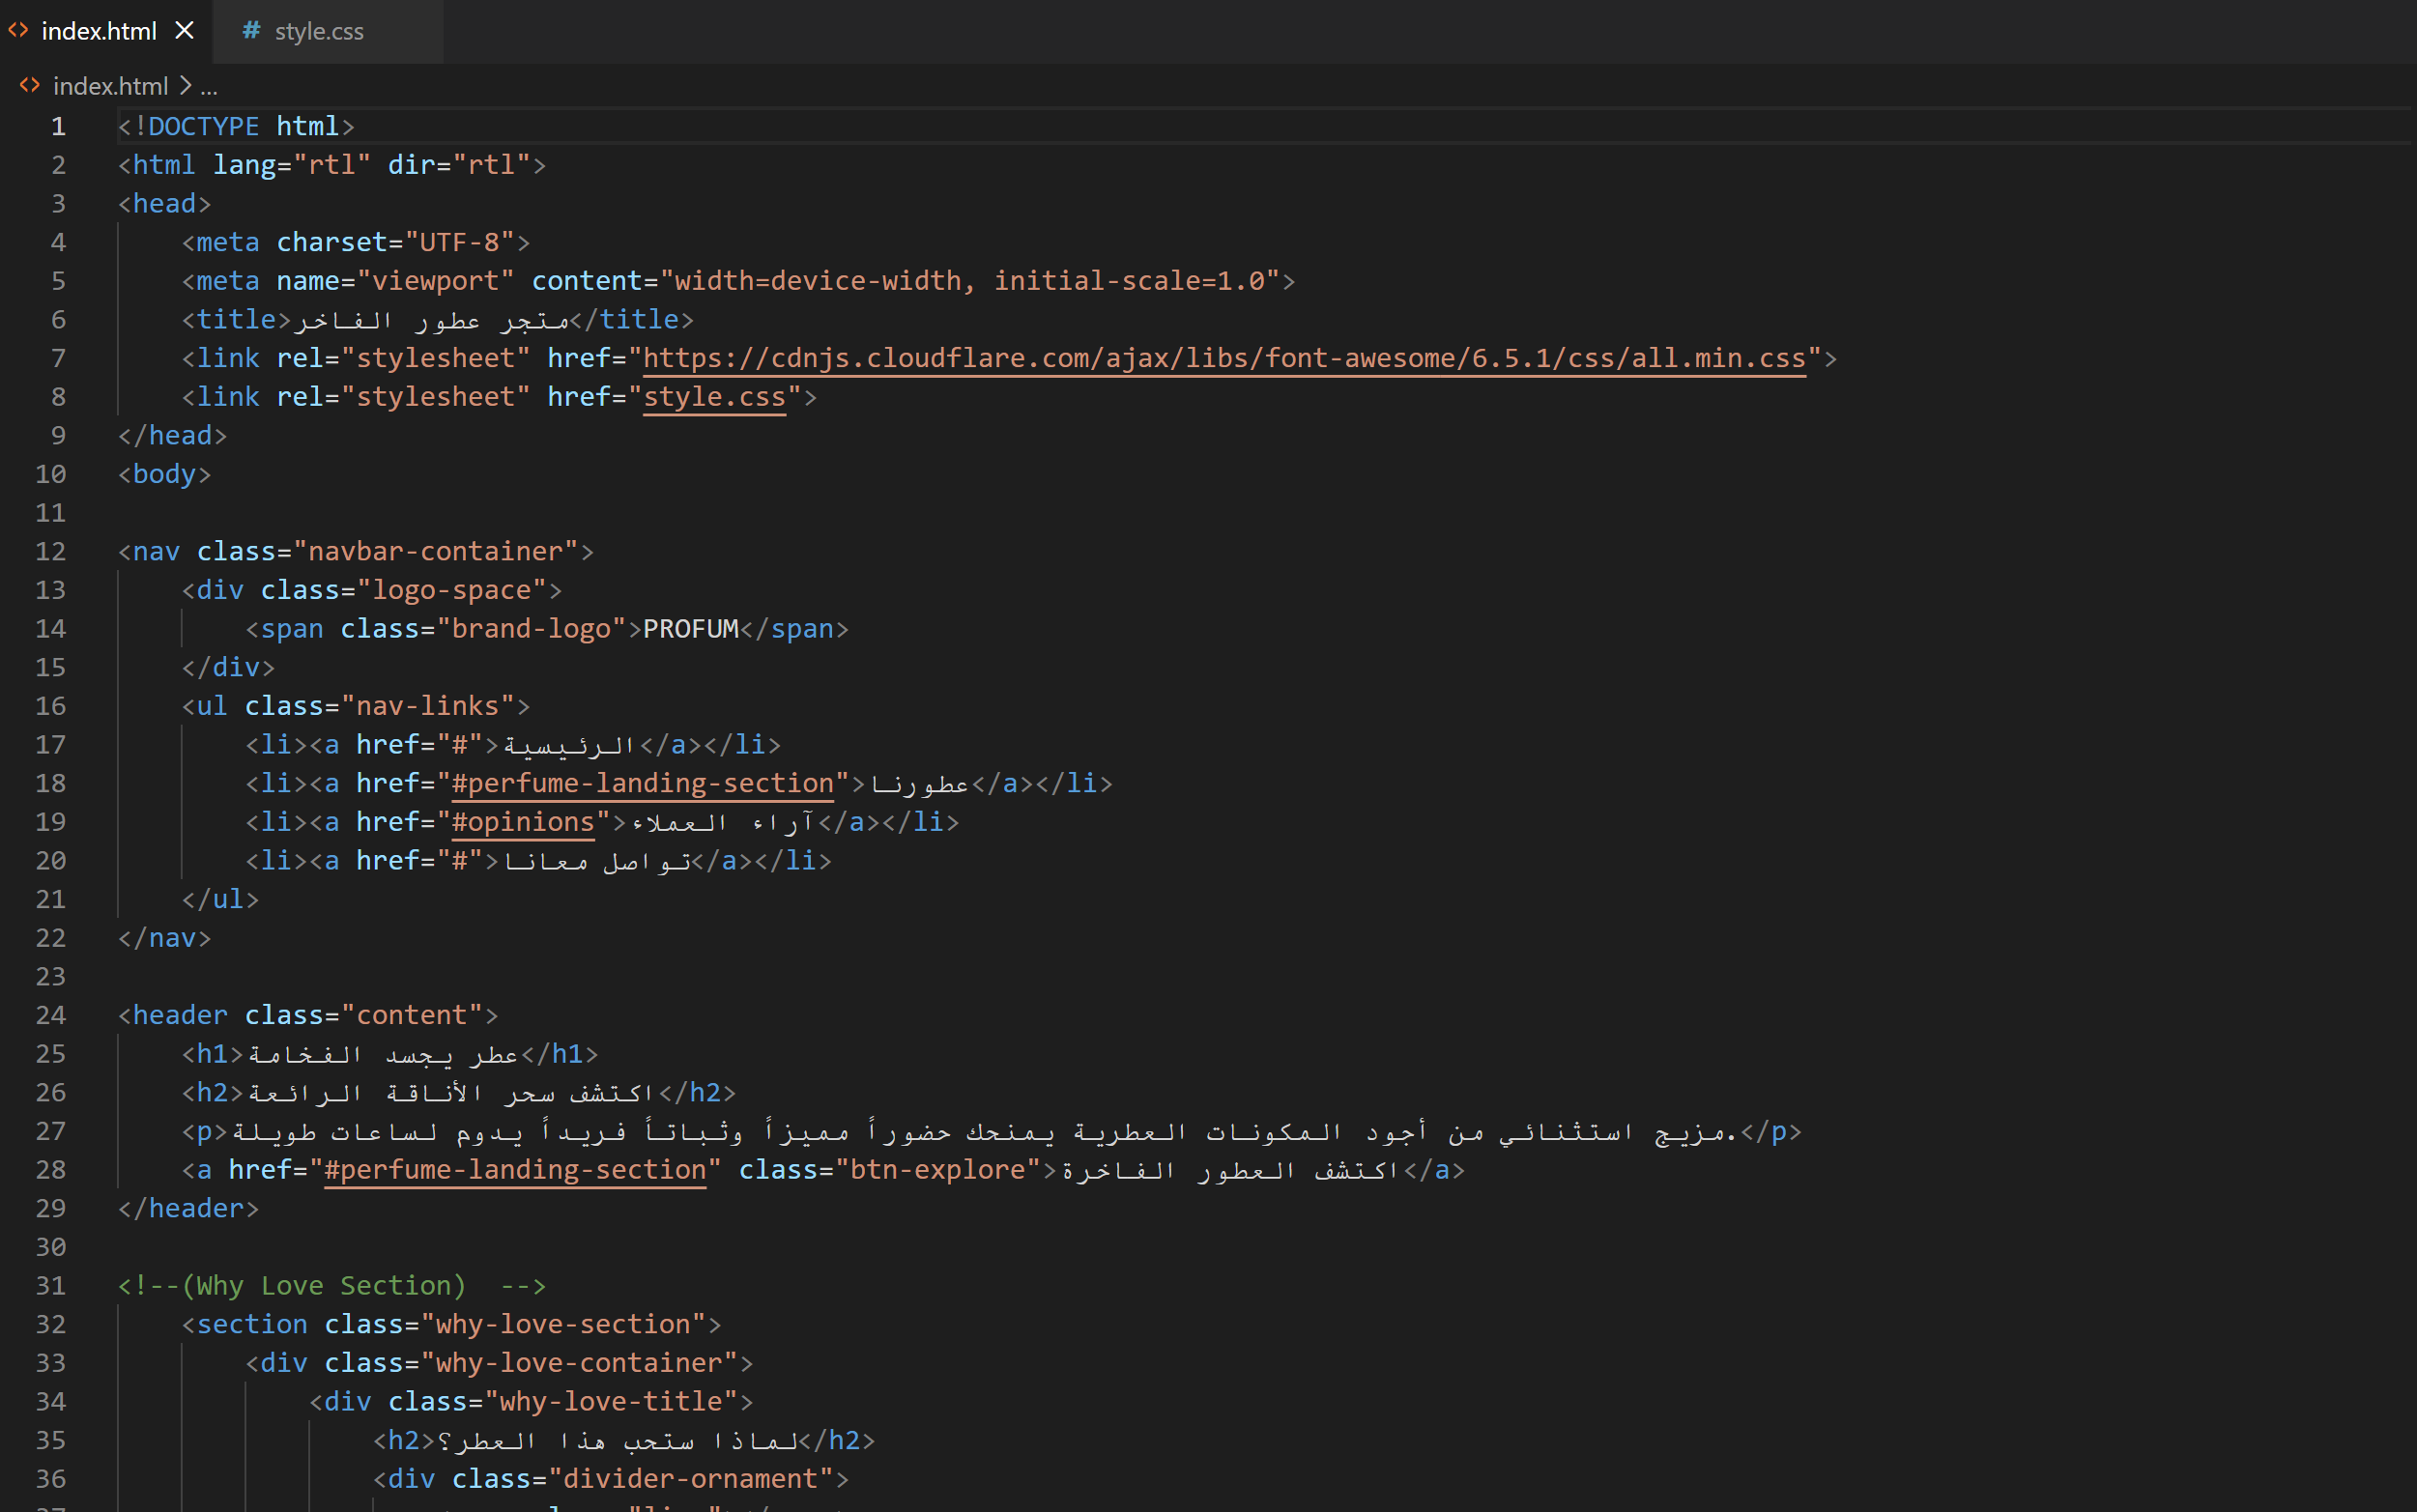 index.html
style.css
index.html > ...
1 <!DOCTYPE html>
2 <html lang="rtl" dir="rtl">
3 <head>
4 <meta charset="UTF-8">
5 <meta name="viewport" content="width=device-width, initial-scale=1.0">
6 <title>متجر عطور الفاخر</title>
7 <link rel="stylesheet" href="https://cdnjs.cloudflare.com/ajax/libs/font-awesome/6.5.1/css/all.min.css">
8 <link rel="stylesheet" href="style.css">
9 </head>
10 <body>
11
12 <nav class="navbar-container">
13 <div class="logo-space">
14 <span class="brand-logo">PROFUM</span>
15 </div>
16 <ul class="nav-links">
17 <li><a href="#">الرئيسية</a></li>
18 <li><a href="#perfume-landing-section">عطورنا</a></li>
19 <li><a href="#opinions">آراء العملاء</a></li>
20 <li><a href="#">تواصل معانا</a></li>
21 </ul>
22 </nav>
23
24 <header class="content">
25 <h1>عطر يجسد الفخامة</h1>
26 <h2>اكتشف سحر الأناقة الرائعة</h2>
27 <p>مزيج استثنائي من أجود المكونات العطرية يمنحك حضوراً مميزاً وثباتاً فريداً يدوم لساعات طويلة.</p>
28 <a href="#perfume-landing-section" class="btn-explore">اكتشف العطور الفاخرة</a>
29 </header>
30
31 <!--(Why Love Section)  -->
32 <section class="why-love-section">
33 <div class="why-love-container">
34 <div class="why-love-title">
35 <h2>لماذا ستحب هذا العطر؟</h2>
36 <div class="divider-ornament">